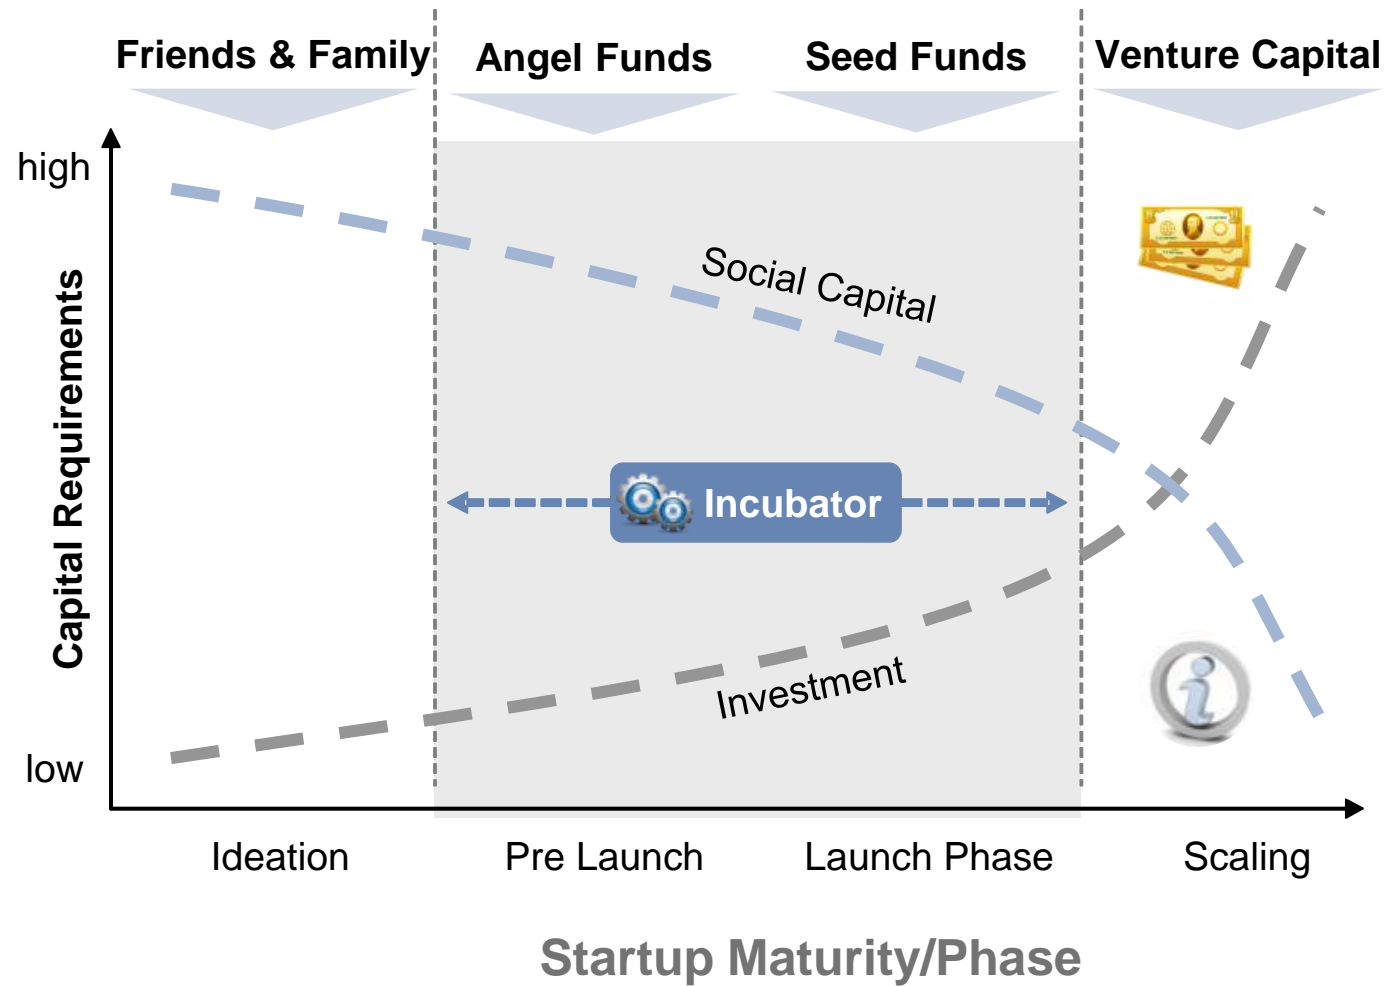 Friends & Family
Angel Funds
Seed Funds
Venture Capital
high
Social Capital
Capital Requirements
Incubator
Investment
low
Ideation
Pre Launch
Launch Phase
Scaling
Startup Maturity/Phase